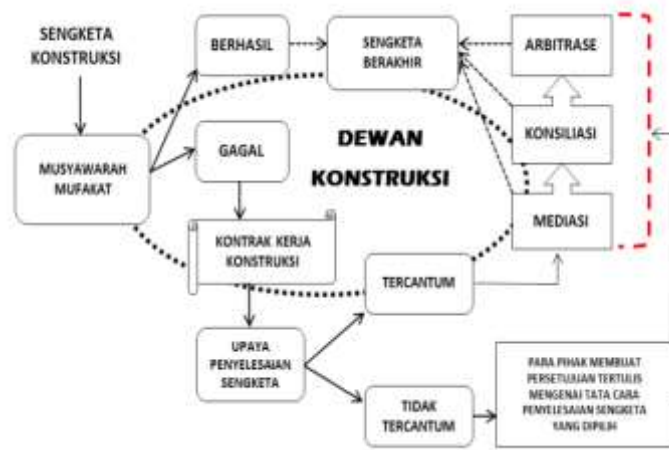 SENGKETA
KONSTRUKSI
BERHASIL
SENGKETA
BERAKHIR
ARBITRASE
MUSYAWARAH
MUFAKAT
GAGAL
DEWAN
KONSTRUKSI
KONSILIASI
KONTRAK KERJA
KONSTRUKSI
MEDIASI
TERCANTUM
UPAYA
PENYELESAIAN
SENGKETA
TIDAK
TERCANTUM
PARA PIHAK MEMBUAT
PERSETUJUAN TERTULIS
MENGENAI TATA CARA
PENYELESAIAN SENGKETA
YANG DIPILIH